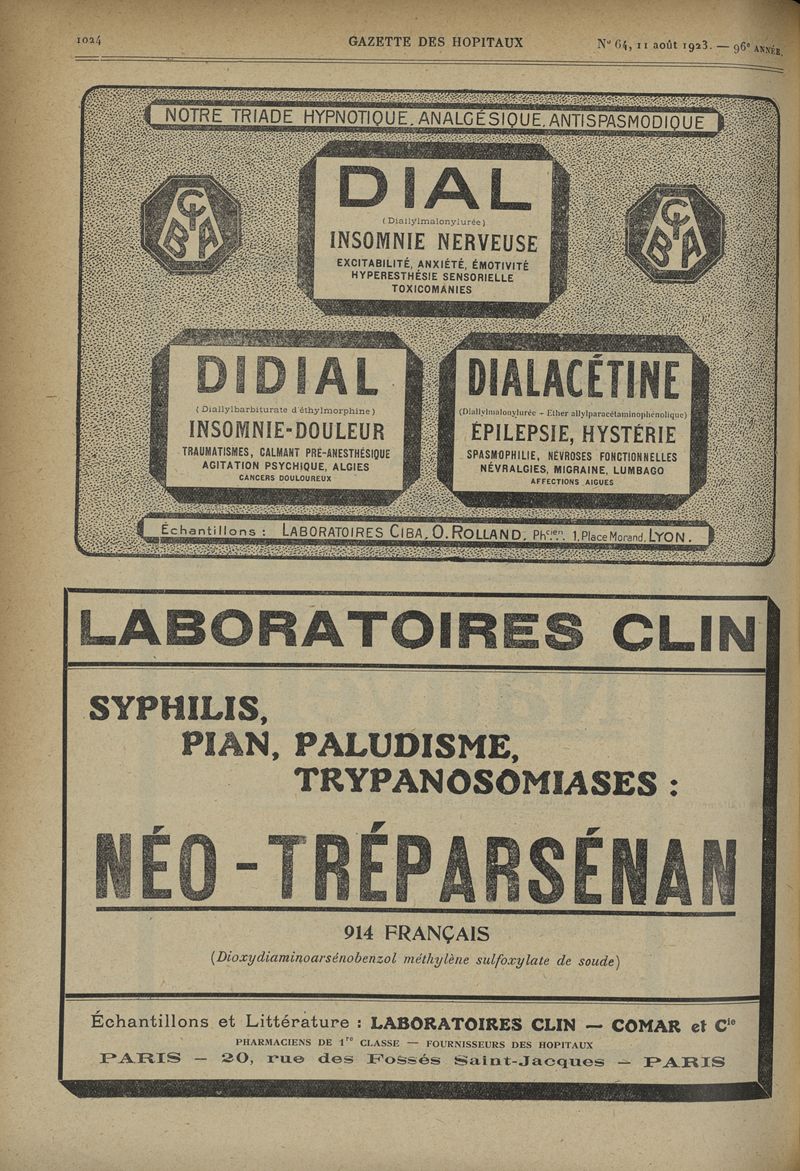 1024
GAZETTE DES HOPITAUX
N° 64, 11 août 1923. — 96e ANNÉE.
NOTRE TRIADE HYPNOTIQUE, ANALGÉSIQUE, ANTISPASMODIQUE
DIAL
(Diallylmalonylurée)
INSOMNIE NERVEUSE
EXCITABILITÉ, ANXIÉTÉ, ÉMOTIVITÉ
HYPERESTHÉSIE SENSORIELLE
TOXICOMANIES
CIBA
CIBA
DIDIAL
(Diallylbarbiturate d'éthylmorphine)
INSOMNIE-DOULEUR
TRAUMATISMES, CALMANT PRÉ-ANESTHÉSIQUE
AGITATION PSYCHIQUE, ALGIES
CANCERS DOULOUREUX
DIALACÉTINE
(Diallylmalonylurée + Ether allylparacétaminophénolique)
ÉPILEPSIE, HYSTÉRIE
SPASMOPHILIE, NÉVROSES FONCTIONNELLES
NÉVRALGIES, MIGRAINE, LUMBAGO
AFFECTIONS AIGUES
Échantillons : LABORATOIRES CIBA, O. ROLLAND, Phcien, 1, Place Morand, LYON.
LABORATOIRES CLIN
SYPHILIS,
PIAN, PALUDISME,
TRYPANOSOMIASES :
NÉO-TRÉPARSÉNAN
914 FRANÇAIS
(Dioxydiaminoarsénobenzol méthylène sulfoxylate de soude)
Échantillons et Littérature : LABORATOIRES CLIN — COMAR et Cie
PHARMACIENS DE 1re CLASSE — FOURNISSEURS DES HOPITAUX
PARIS — 20, rue des Fossés Saint-Jacques — PARIS